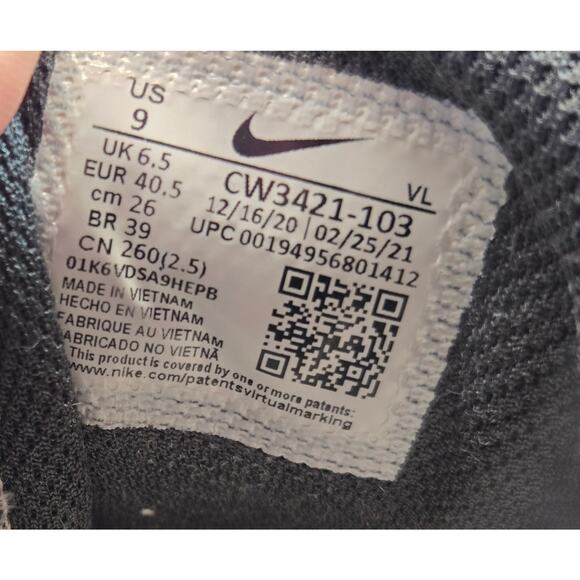 US
9
UK 6.5
EUR 40.5
cm 26
BR 39
CN 260(2.5)
VL
CW3421-103
12/16/20 | 02/25/21
UPC 00194956801412
01K6VDSA9HEPB
MADE IN VIETNAM
HECHO EN VIETNAM
FABRIQUE AU VIETNAM
FABRICADO NO VIETNÃ
This product is covered by one or more patents:
www.nike.com/patentsvirtualmarking